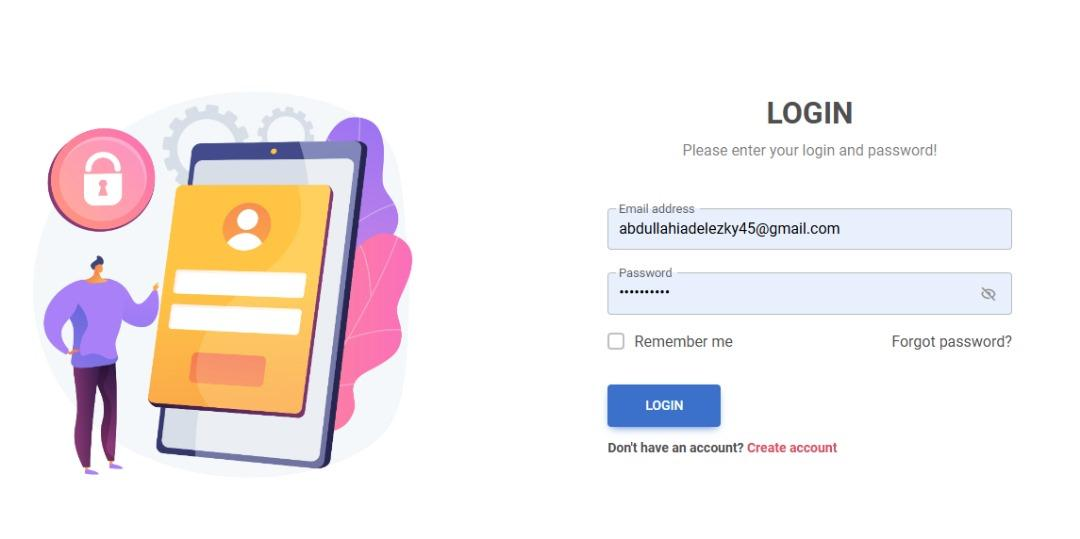 LOGIN
Please enter your login and password!
Email address
abdullahiadelezky45@gmail.com
Password
••••••••••
Remember me Forgot password?
LOGIN
Don't have an account? Create account